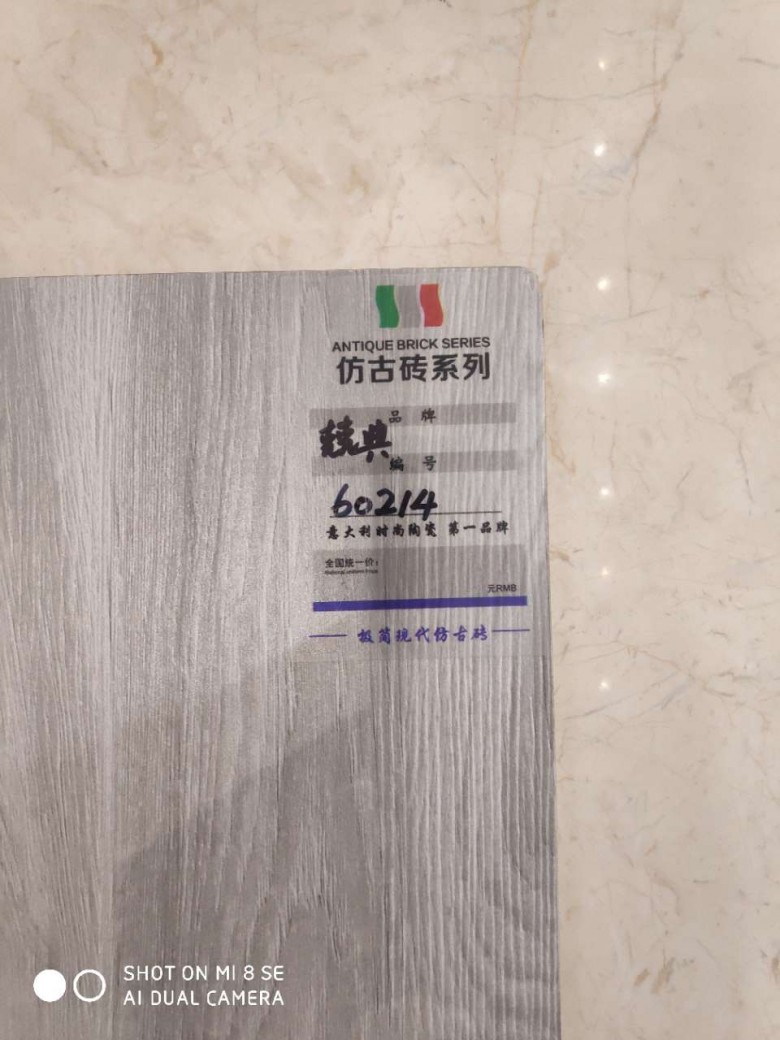 ANTIQUE BRICK SERIES
仿古砖系列
品 牌
典
编 号
60214
意大利时尚陶瓷 第一品牌
全国统一价：
元RMB
极简现代仿古砖
SHOT ON MI 8 SE
AI DUAL CAMERA